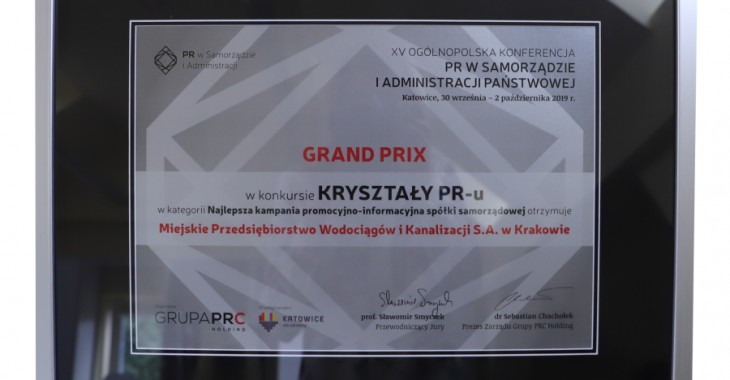 PR w Samorządzie
i Administracji
XV OGÓLNOPOLSKA KONFERENCJA
PR W SAMORZĄDZIE
I ADMINISTRACJI PAŃSTWOWEJ
Katowice, 30 września – 2 października 2019 r.
GRAND PRIX
w konkursie KRYSZTAŁY PR-u
w kategorii Najlepsza kampania promocyjno-informacyjna spółki samorządowej otrzymuje
Miejskie Przedsiębiorstwo Wodociągów i Kanalizacji S.A. w Krakowie
GRUPAPRC
HOLDING
KATOWICE
prof. Sławomir Smyczek
Przewodniczący Jury
dr Sebastian Chachołek
Prezes Zarządu Grupy PRC Holding